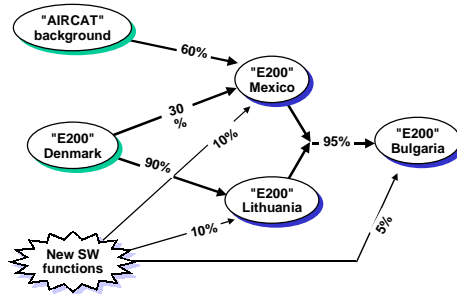 "AIRCAT"
background
60%
"E200"
Mexico
30
%
10%
"E200"
Denmark
95%
"E200"
Bulgaria
90%
"E200"
Lithuania
10%
5%
New SW
functions